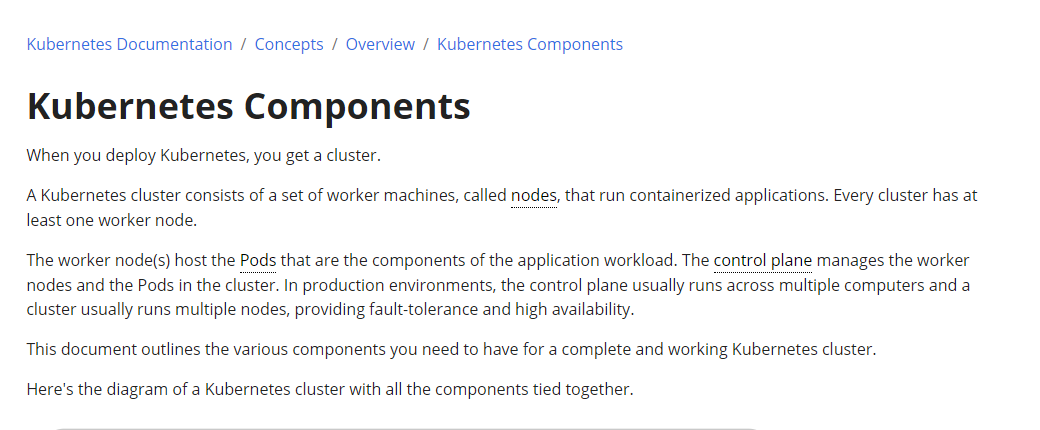 Kubernetes Documentation / Concepts / Overview / Kubernetes Components
Kubernetes Components
When you deploy Kubernetes, you get a cluster.
A Kubernetes cluster consists of a set of worker machines, called nodes, that run containerized applications. Every cluster has at
least one worker node.
The worker node(s) host the Pods that are the components of the application workload. The control plane manages the worker
nodes and the Pods in the cluster. In production environments, the control plane usually runs across multiple computers and a
cluster usually runs multiple nodes, providing fault-tolerance and high availability.
This document outlines the various components you need to have for a complete and working Kubernetes cluster.
Here's the diagram of a Kubernetes cluster with all the components tied together.